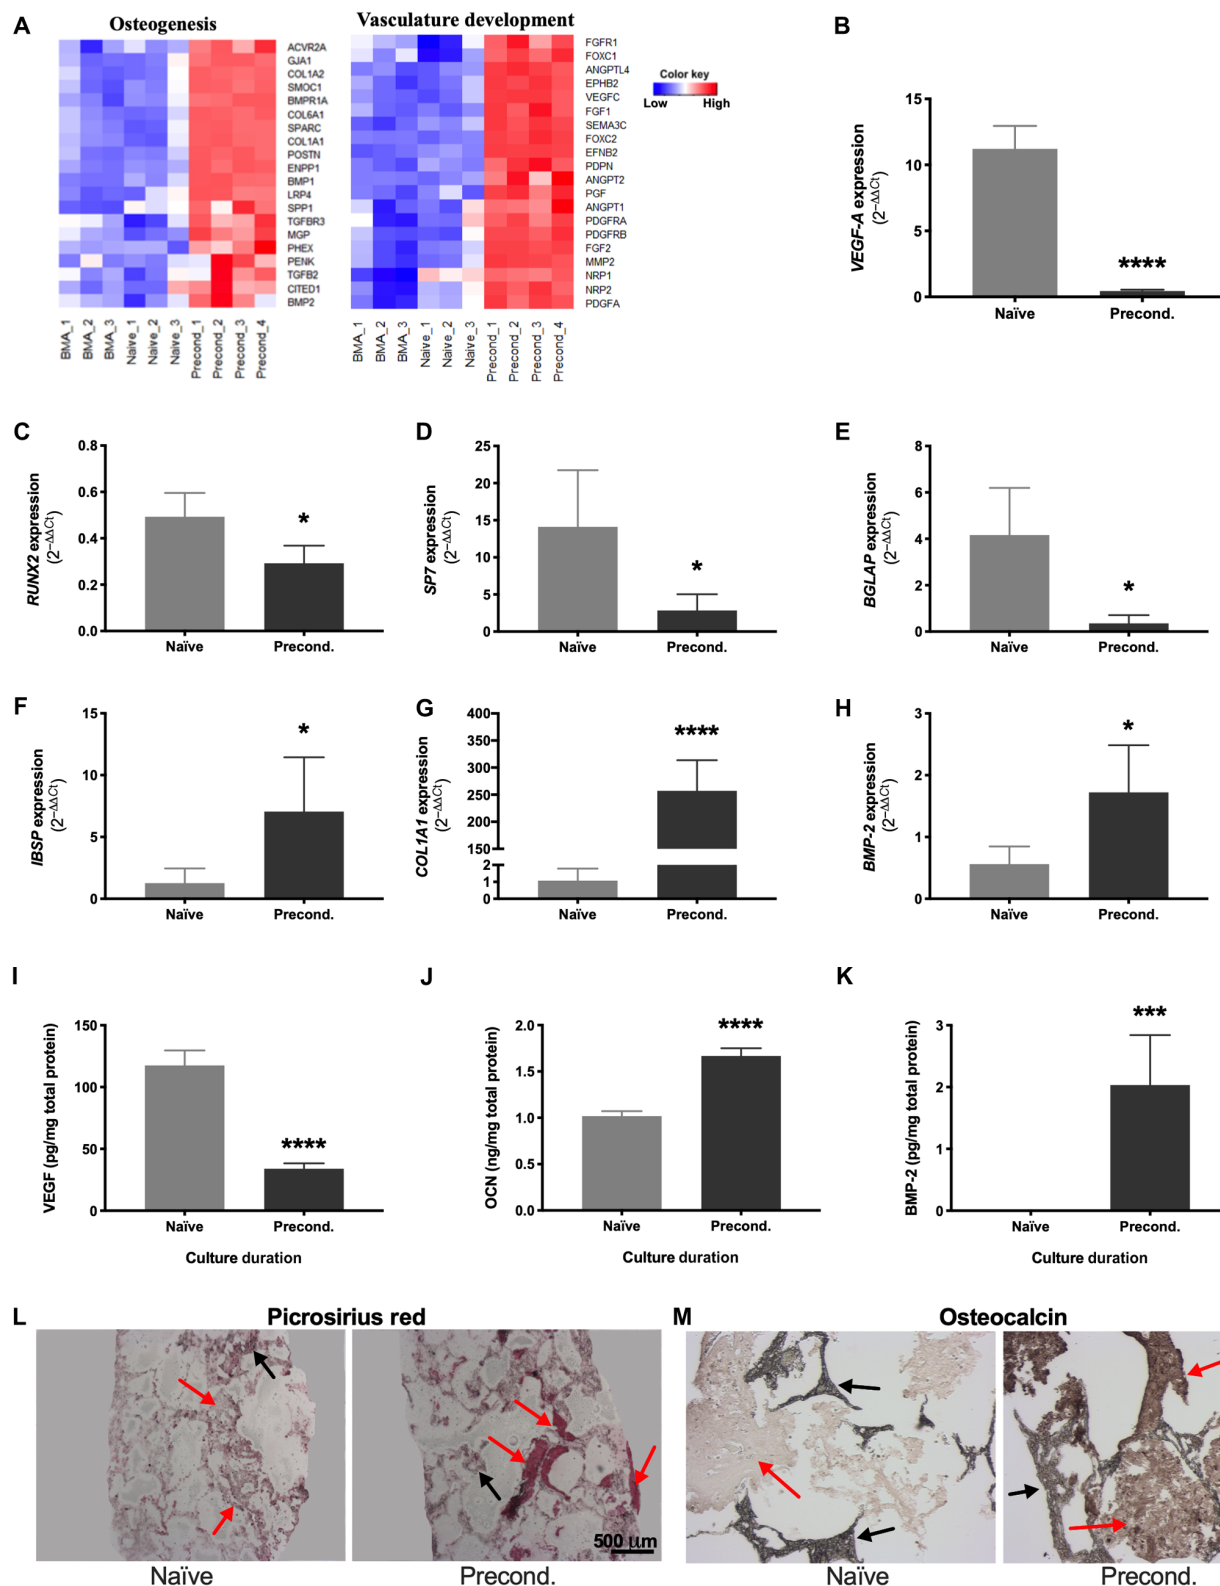 A
Osteogenesis
ACVR2A
GJA1
COL1A2
SMOC1
BMPR1A
COL6A1
SPARC
COL1A1
POSTN
ENPP1
BMP1
LRP4
SPP1
TGFBR3
MGP
PHEX
PENK
TGFB2
CITED1
BMP2
BMA_1
BMA_2
BMA_3
Naive_1
Naive_2
Naive_3
Precond_1
Precond_2
Precond_3
Precond_4
Vasculature development
FGFR1
FOXC1
ANGPTL4
EPHB2
VEGFC
FGF1
SEMA3C
FOXC2
EFNB2
PDPN
ANGPT2
PGF
ANGPT1
PDGFRA
PDGFRB
FGF2
MMP2
NRP1
NRP2
PDGFA
BMA_1
BMA_2
BMA_3
Naive_1
Naive_2
Naive_3
Precond_1
Precond_2
Precond_3
Precond_4
Color key
Low High
B
VEGF-A expression
(2−ΔΔCt)
15
10
5
0
****
Naïve Precond.
C
RUNX2 expression
(2−ΔΔCt)
0.8
0.6
0.4
0.2
0.0
*
Naïve Precond.
D
SP7 expression
(2−ΔΔCt)
25
20
15
10
5
0
*
Naïve Precond.
E
BGLAP expression
(2−ΔΔCt)
8
6
4
2
0
*
Naïve Precond.
F
IBSP expression
(2−ΔΔCt)
15
10
5
0
*
Naïve Precond.
G
COL1A1 expression
(2−ΔΔCt)
400
350
300
250
200
150
2
1
0
****
Naïve Precond.
H
BMP-2 expression
(2−ΔΔCt)
3
2
1
0
*
Naïve Precond.
I
VEGF (pg/mg total protein)
150
100
50
0
****
Naïve Precond.
Culture duration
J
OCN (ng/mg total protein)
2.0
1.5
1.0
0.5
0.0
****
Naïve Precond.
Culture duration
K
BMP-2 (pg/mg total protein)
3
2
1
0
***
Naïve Precond.
Culture duration
L
Picrosirius red
500 µm
Naïve Precond.
M
Osteocalcin
Naïve Precond.